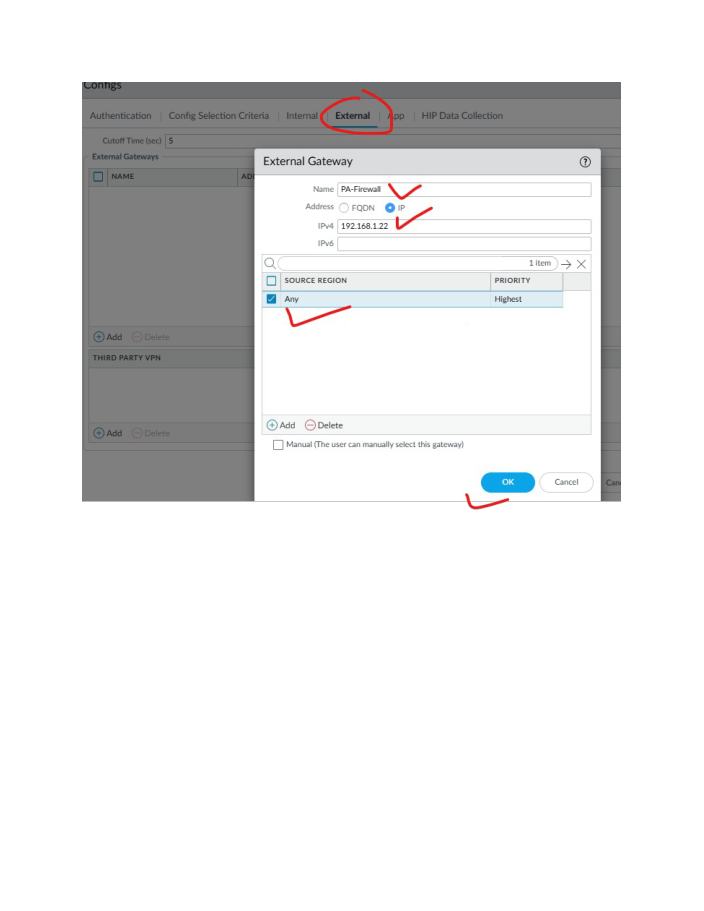 Configs
Authentication
Config Selection Criteria
Internal
External
App
HIP Data Collection
Cutoff Time (sec) 5
External Gateways
NAME
External Gateway
Name PA-Firewall
Address FQDN IP
IPv4 192.168.1.22
IPv6
1 item
SOURCE REGION PRIORITY
Any Highest
Add Delete
Manual (The user can manually select this gateway)
OK Cancel
Add Delete
THIRD PARTY VPN
Add Delete